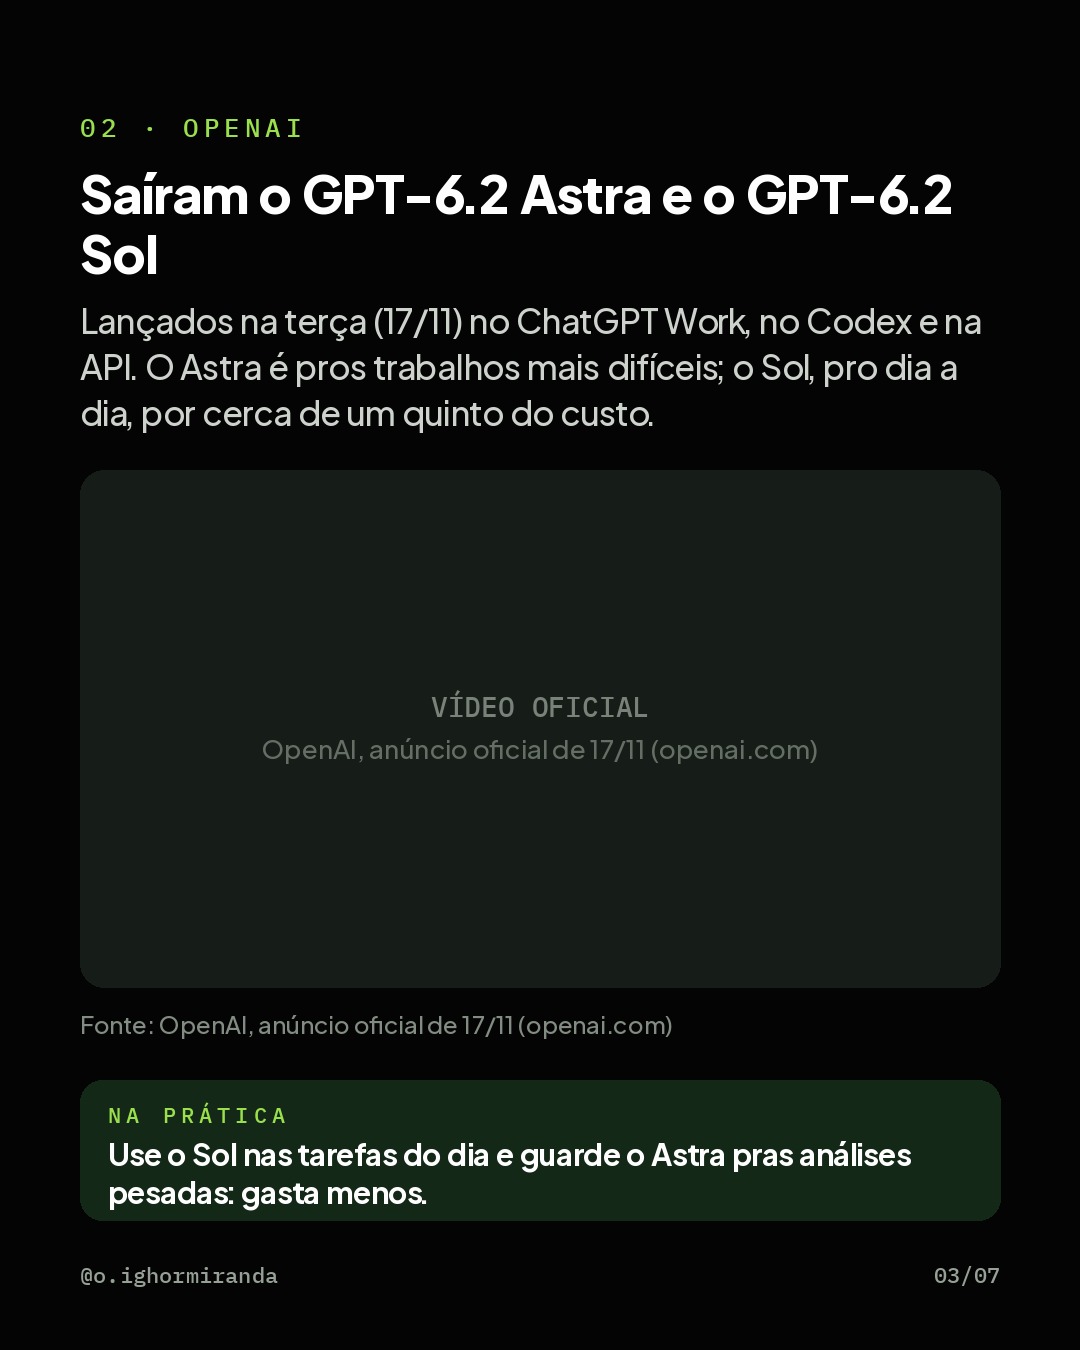 02 · OPENAI
Saíram o GPT-6.2 Astra e o GPT-6.2
Sol
Lançados na terça (17/11) no ChatGPT Work, no Codex e na
API. O Astra é pros trabalhos mais difíceis; o Sol, pro dia a
dia, por cerca de um quinto do custo.
VÍDEO OFICIAL
OpenAI, anúncio oficial de 17/11 (openai.com)
Fonte: OpenAI, anúncio oficial de 17/11 (openai.com)
NA PRÁTICA
Use o Sol nas tarefas do dia e guarde o Astra pras análises
pesadas: gasta menos.
@o.ighormiranda
03/07